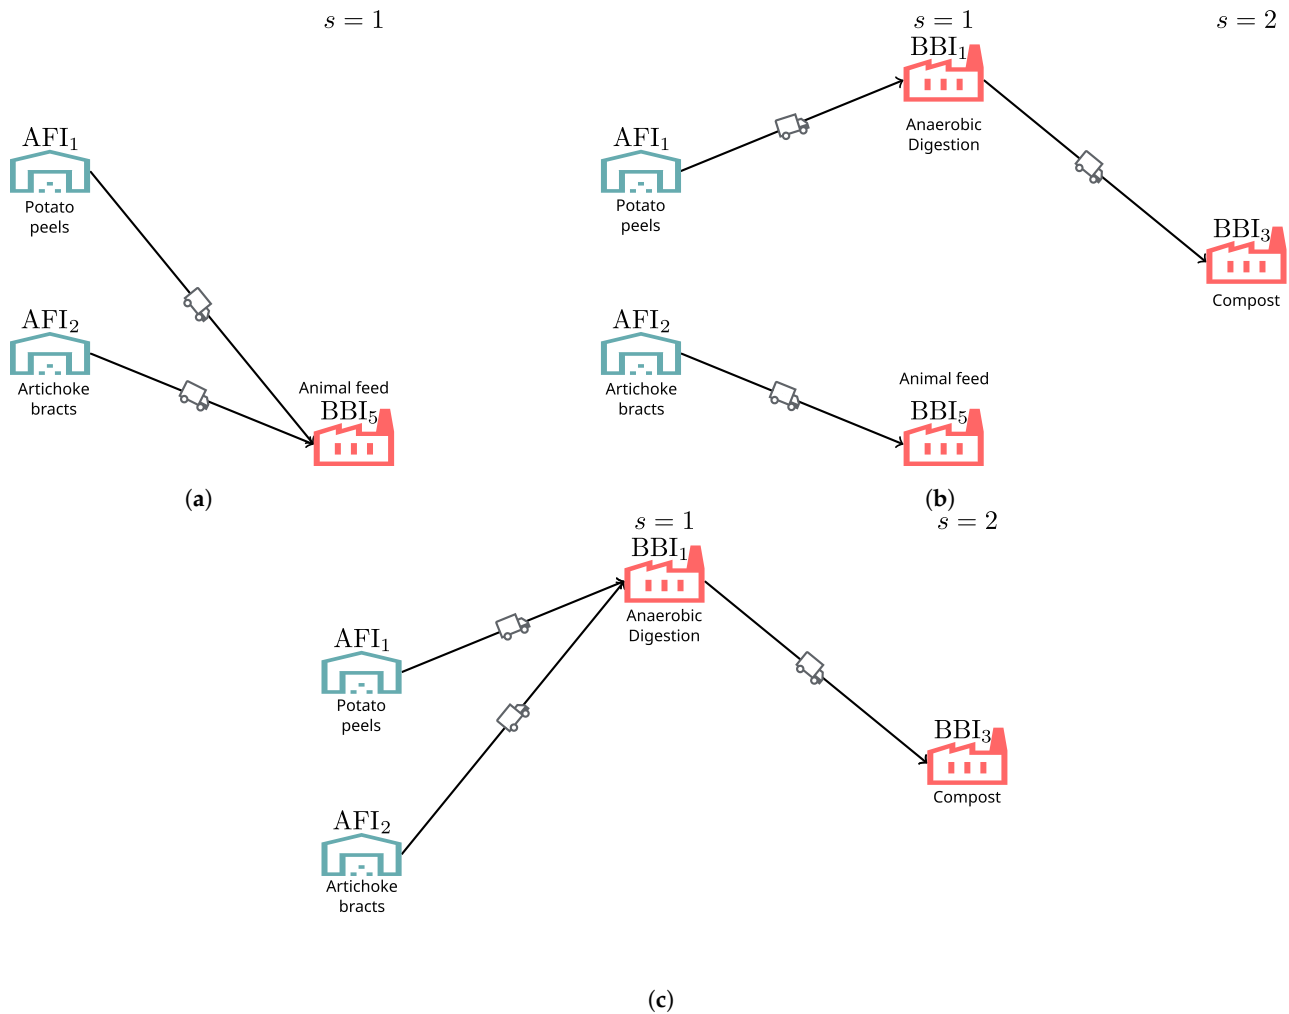 s = 1
AFI₁
Potato
peels
AFI₂
Artichoke
bracts
Animal feed
BBI₅
(a)
s = 1
s = 2
BBI₁
Anaerobic
Digestion
AFI₁
Potato
peels
BBI₃
Compost
AFI₂
Artichoke
bracts
Animal feed
BBI₅
(b)
s = 1
s = 2
BBI₁
Anaerobic
Digestion
AFI₁
Potato
peels
BBI₃
Compost
AFI₂
Artichoke
bracts
(c)